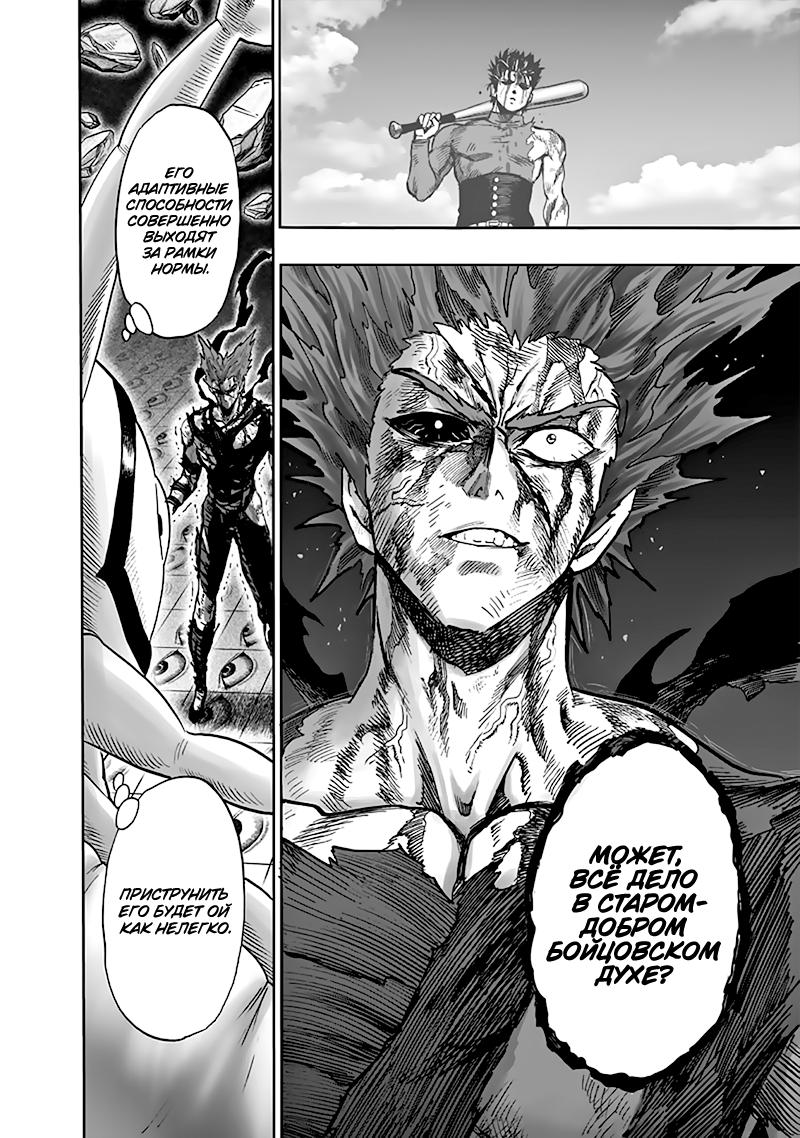 МОЖЕТ,
ВСЁ ДЕЛО
В СТАРОМ-
ДОБРОМ
БОЙЦОВСКОМ
ДУХЕ?
ЕГО
АДАПТИВНЫЕ
СПОСОБНОСТИ
СОВЕРШЕННО
ВЫХОДЯТ
ЗА РАМКИ
НОРМЫ.
ПРИСТРУНИТЬ
ЕГО БУДЕТ ОЙ
КАК НЕЛЕГКО.